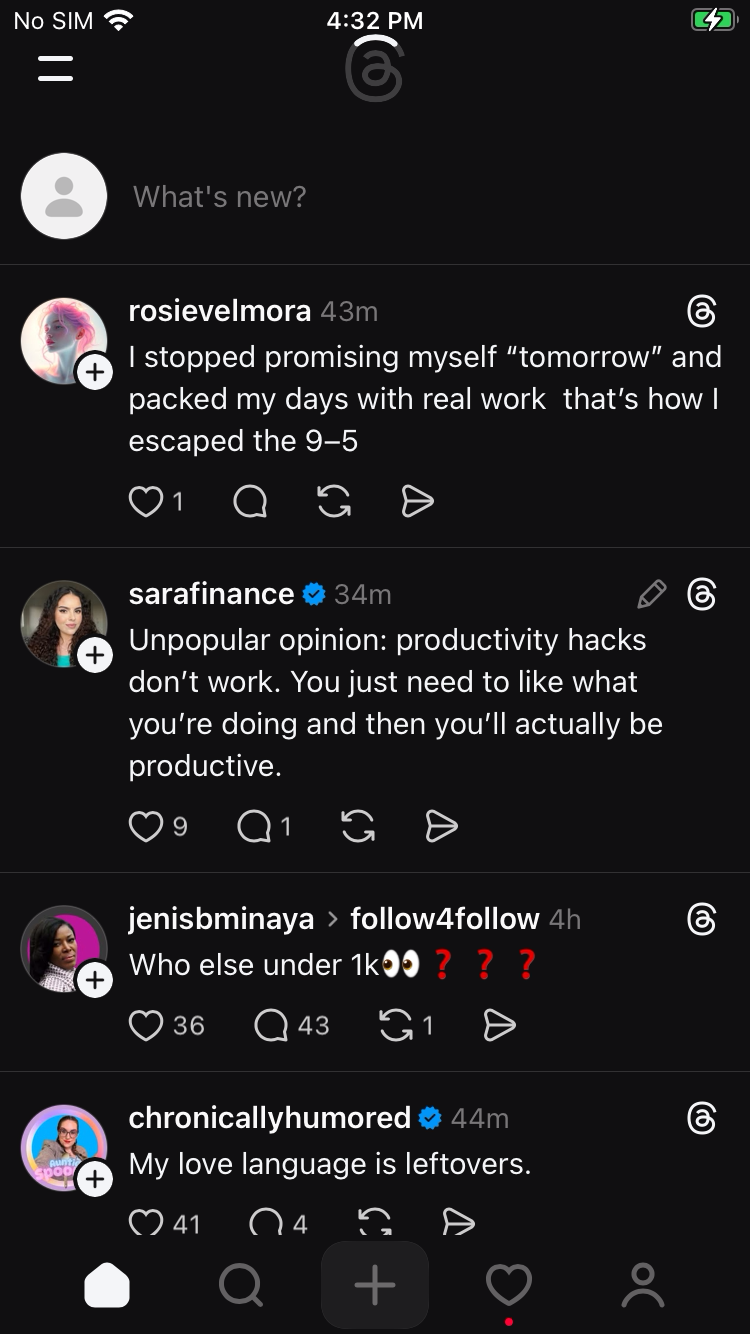 No SIM 4:32 PM
What's new?
rosievelmora 43m
I stopped promising myself “tomorrow” and
packed my days with real work  that’s how I
escaped the 9–5
1
sarafinance 34m
Unpopular opinion: productivity hacks
don’t work. You just need to like what
you’re doing and then you’ll actually be
productive.
9 1
jenisbminaya > follow4follow 4h
Who else under 1k👀❓❓❓
36 43 1
chronicallyhumored 44m
My love language is leftovers.
41 4